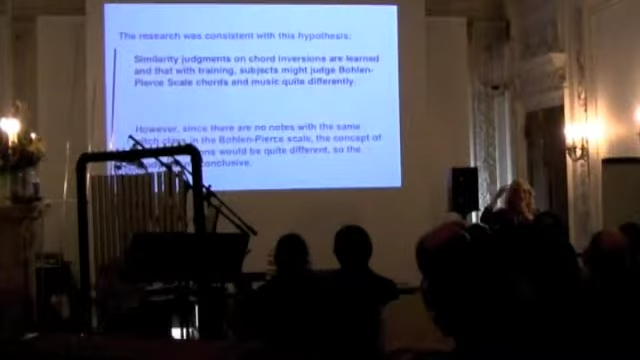 The research was consistent with this hypothesis:
Similarity judgments on chord inversions are learned
and that with training, subjects might judge Bohlen-
Pierce Scale chords and music quite differently.
However, since there are no notes with the same
pitch class in the Bohlen-Pierce scale, the concept of
would be quite different, so the
conclusive.